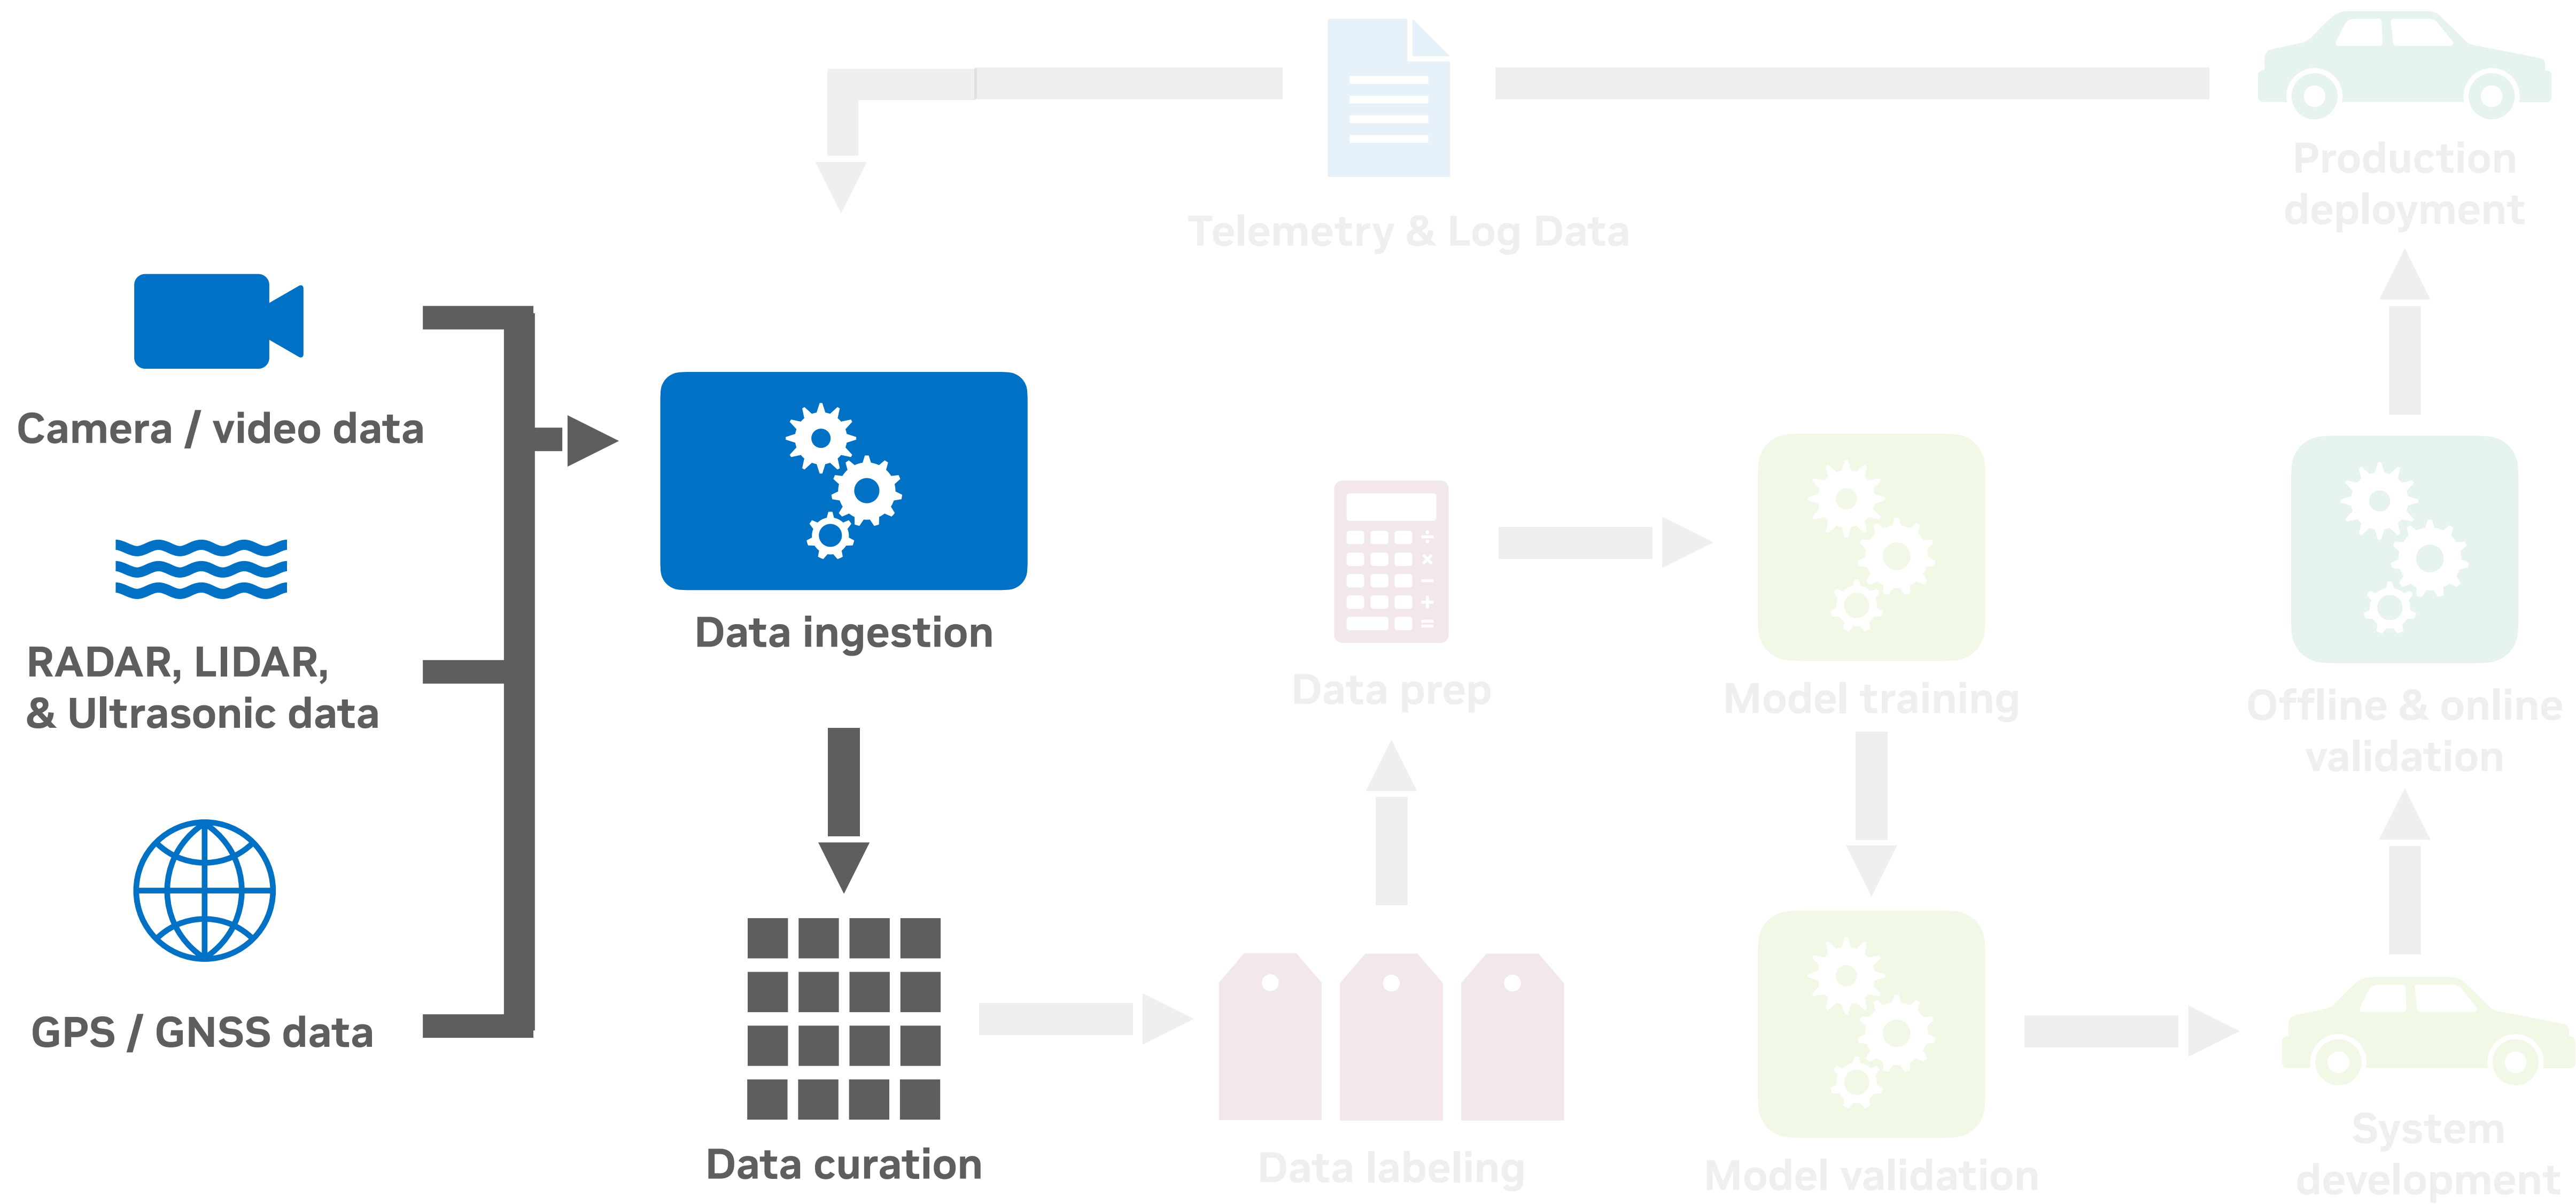 Production
deployment
Telemetry & Log Data
Camera / video data
RADAR, LIDAR,
& Ultrasonic data
GPS / GNSS data
Data ingestion
Data curation
Data labeling
Data prep
Model training
Model validation
System
development
Offline & online
validation